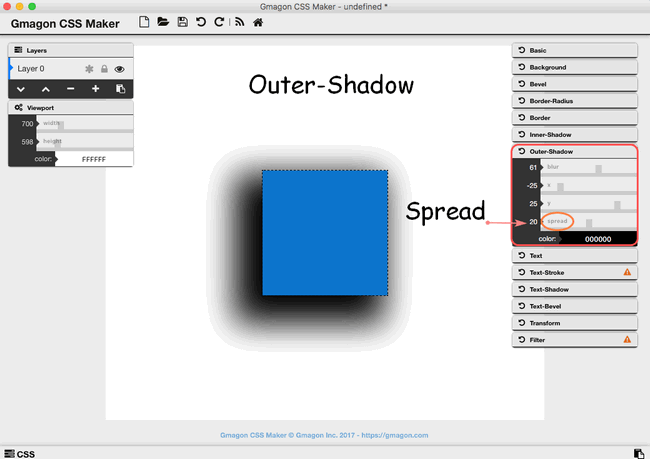 Gmagon CSS Maker - undefined *
Gmagon CSS Maker
Layers
Layer 0
Viewport
700 width
598 height
color: FFFFFF
Outer-Shadow
Spread
Basic
Background
Bevel
Border-Radius
Border
Inner-Shadow
Outer-Shadow
61 blur
-25 x
25 y
20 spread
color: 000000
Text
Text-Stroke
Text-Shadow
Text-Bevel
Transform
Filter
Gmagon CSS Maker © Gmagon Inc. 2017 - https://gmagon.com
CSS